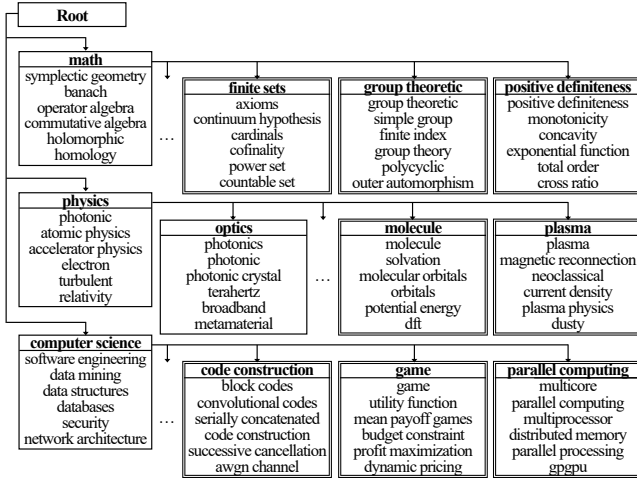 Root
math
symplectic geometry
banach
operator algebra
commutative algebra
holomorphic
homology
...
finite sets
axioms
continuum hypothesis
cardinals
cofinality
power set
countable set
group theoretic
group theoretic
simple group
finite index
group theory
polycyclic
outer automorphism
positive definiteness
positive definiteness
monotonicity
concavity
exponential function
total order
cross ratio
physics
photonic
atomic physics
accelerator physics
electron
turbulent
relativity
optics
photonics
photonic
photonic crystal
terahertz
broadband
metamaterial
...
molecule
molecule
solvation
molecular orbitals
orbitals
potential energy
dft
plasma
plasma
magnetic reconnection
neoclassical
current density
plasma physics
dusty
computer science
software engineering
data mining
data structures
databases
security
network architecture
...
code construction
block codes
convolutional codes
serially concatenated
code construction
successive cancellation
awgn channel
game
game
utility function
mean payoff games
budget constraint
profit maximization
dynamic pricing
parallel computing
multicore
parallel computing
multiprocessor
distributed memory
parallel processing
gpgpu